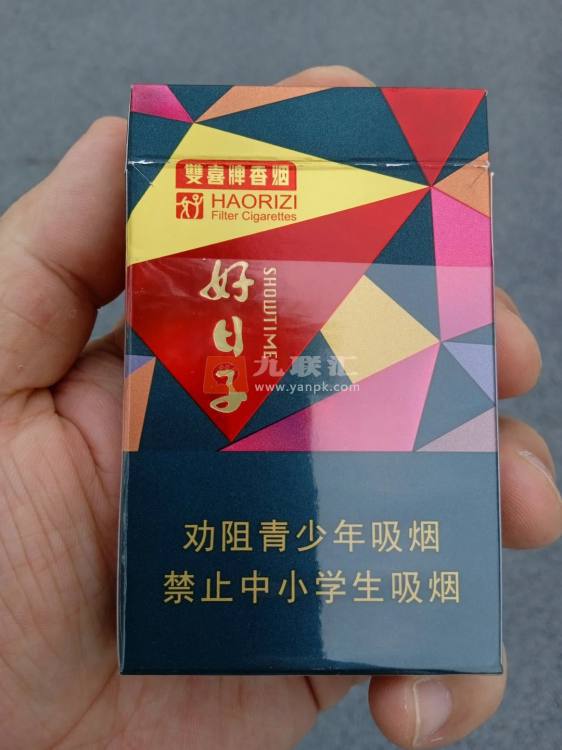 雙喜牌香烟
HAORIZI
Filter Cigarettes
好日子
SHOWTIME
九联汇
www.yanpk.com
劝阻青少年吸烟
禁止中小学生吸烟